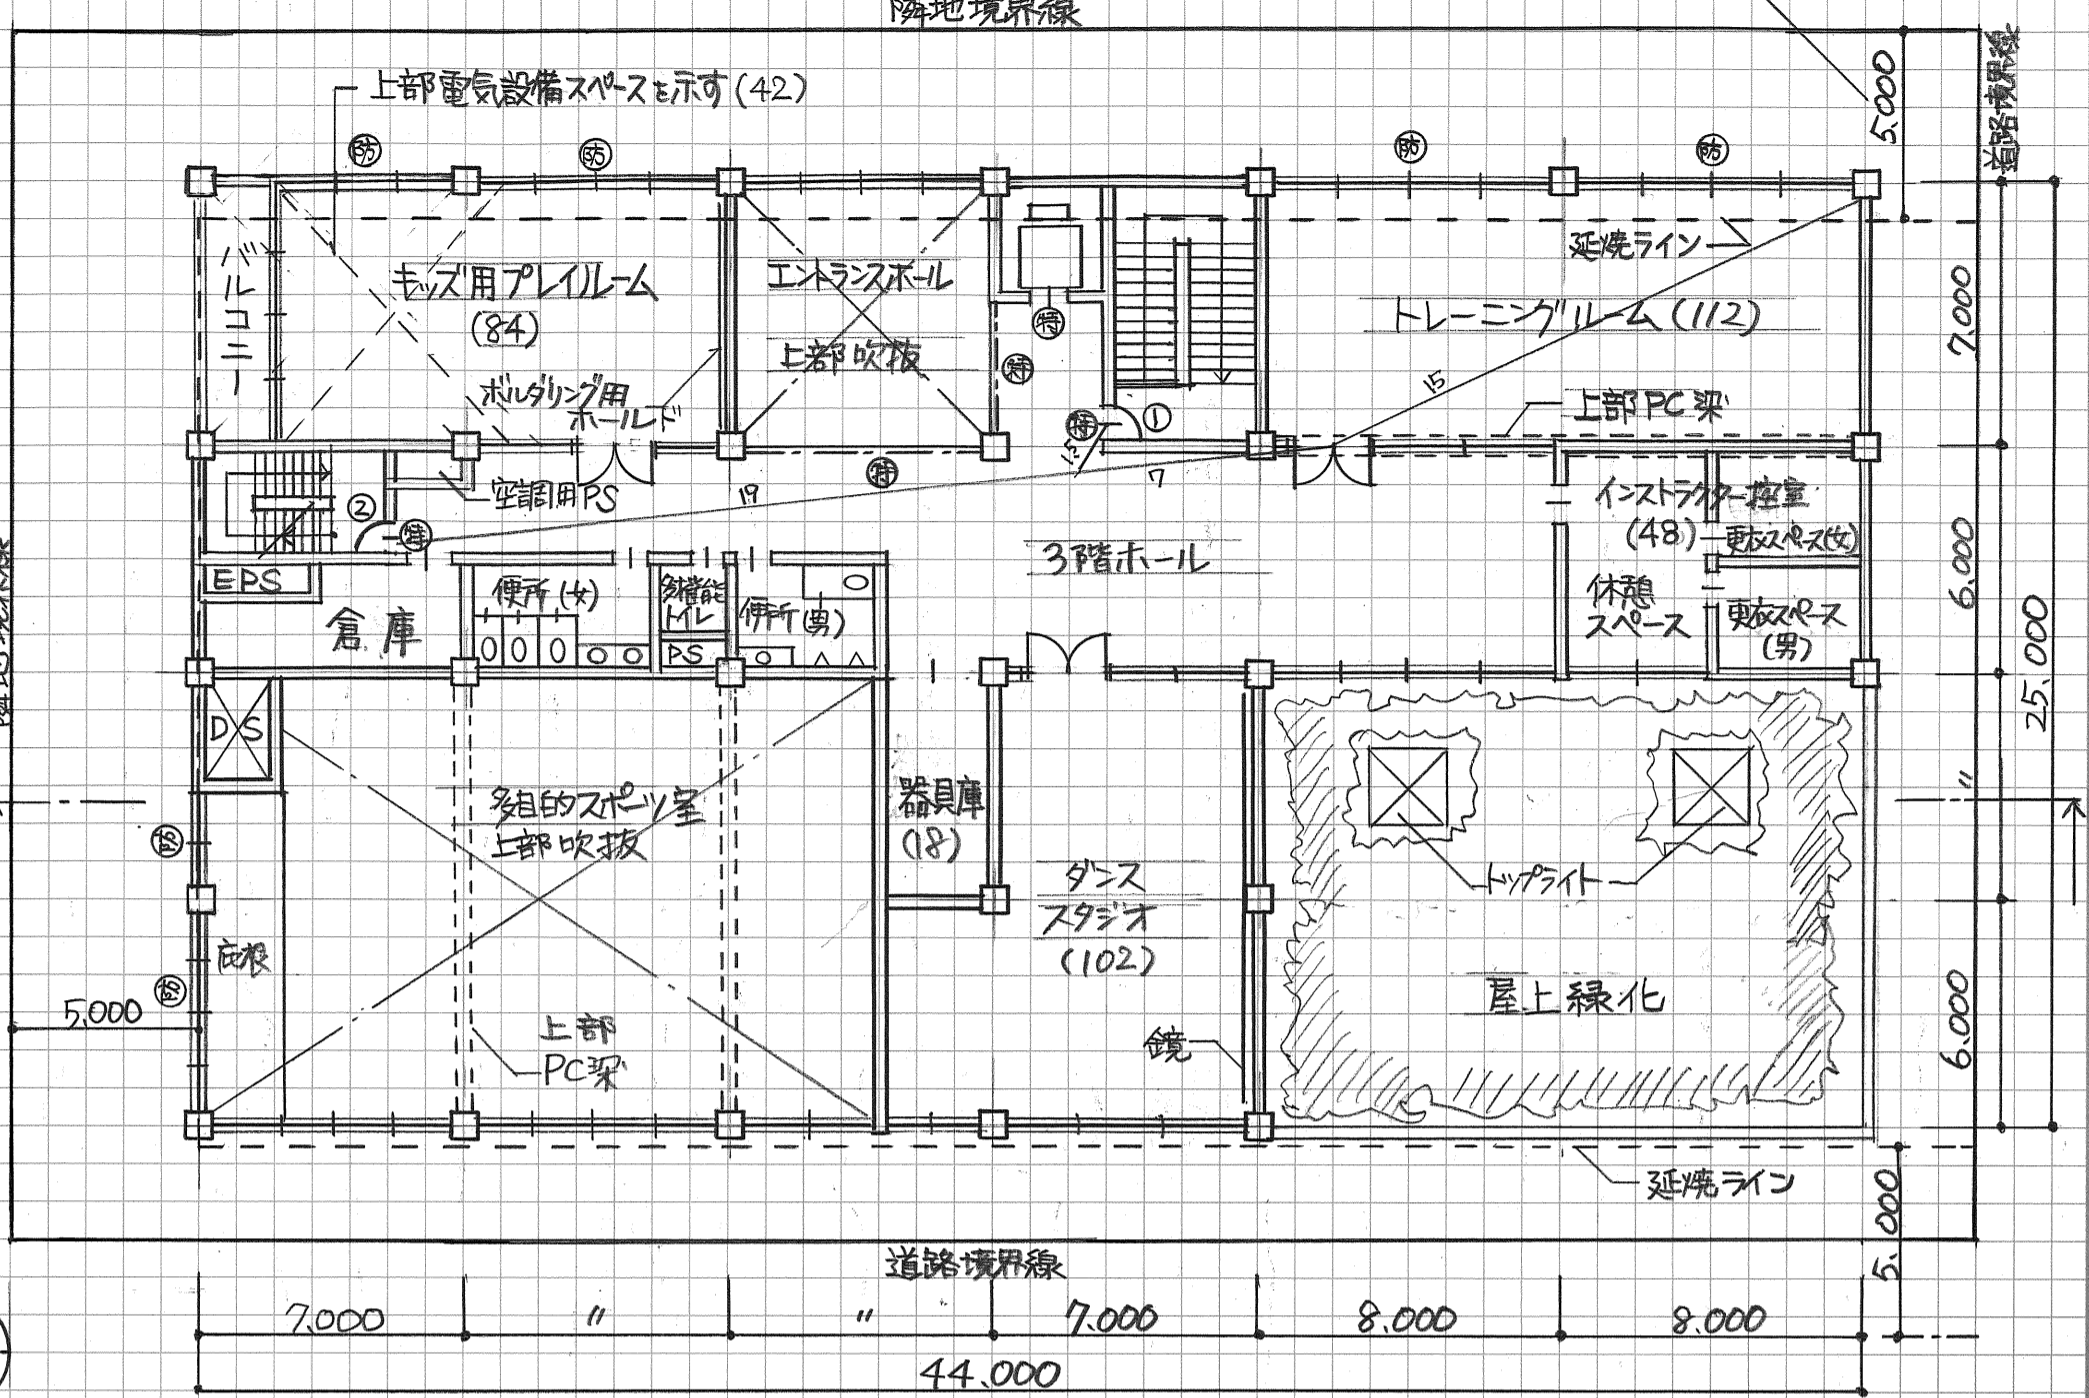 隣地境界線
上部電気設備スペースを示す(42)
5.000
道路境界線
防
防
防
防
バルコニー
キッズ用プレイルーム
(84)
ボルダリング用
ホールド
エントランスホール
上部吹抜
特
特
特
①
1.5
延焼ライン
トレーニングルーム(112)
15
上部PC梁
7.000
②
特
空調用PS
19
特
7
3階ホール
インストラクター控室
(48)
更衣スペース(女)
休憩
スペース
更衣スペース
(男)
6.000
25.000
EPS
倉庫
便所(女)
多機能
トイレ
PS
便所(男)
DS
多目的スポーツ室
上部吹抜
器具庫
(18)
ダンス
スタジオ
(102)
トップライト
〃
防
防
庇根
5.000
上部
PC梁
鏡
屋上緑化
6.000
延焼ライン
5.000
道路境界線
7.000
〃
〃
7.000
8.000
8.000
44.000